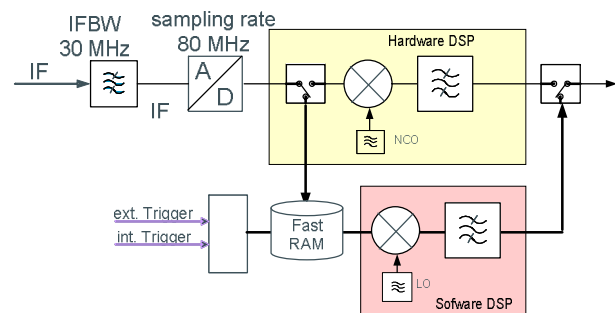 IFBW
30 MHz
sampling rate
80 MHz
Hardware DSP
IF
IF
A
D
NCO
ext. Trigger
int. Trigger
Fast
RAM
LO
Sofware DSP